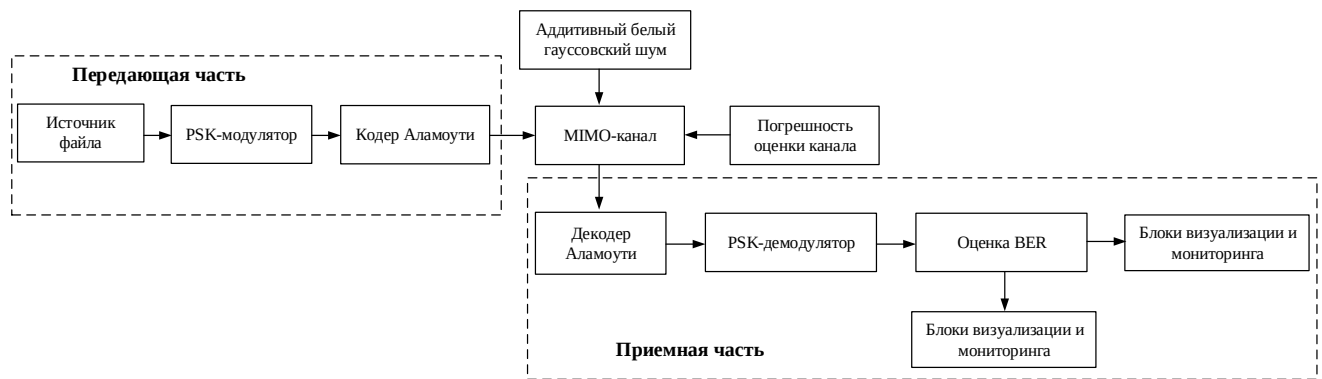 Аддитивный белый
гауссовский шум
Передающая часть
Источник
файла
PSK-модулятор
Кодер Аламоути
MIMO-канал
Погрешность
оценки канала
Декодер
Аламоути
PSK-демодулятор
Оценка BER
Блоки визуализации и
мониторинга
Блоки визуализации и
мониторинга
Приемная часть